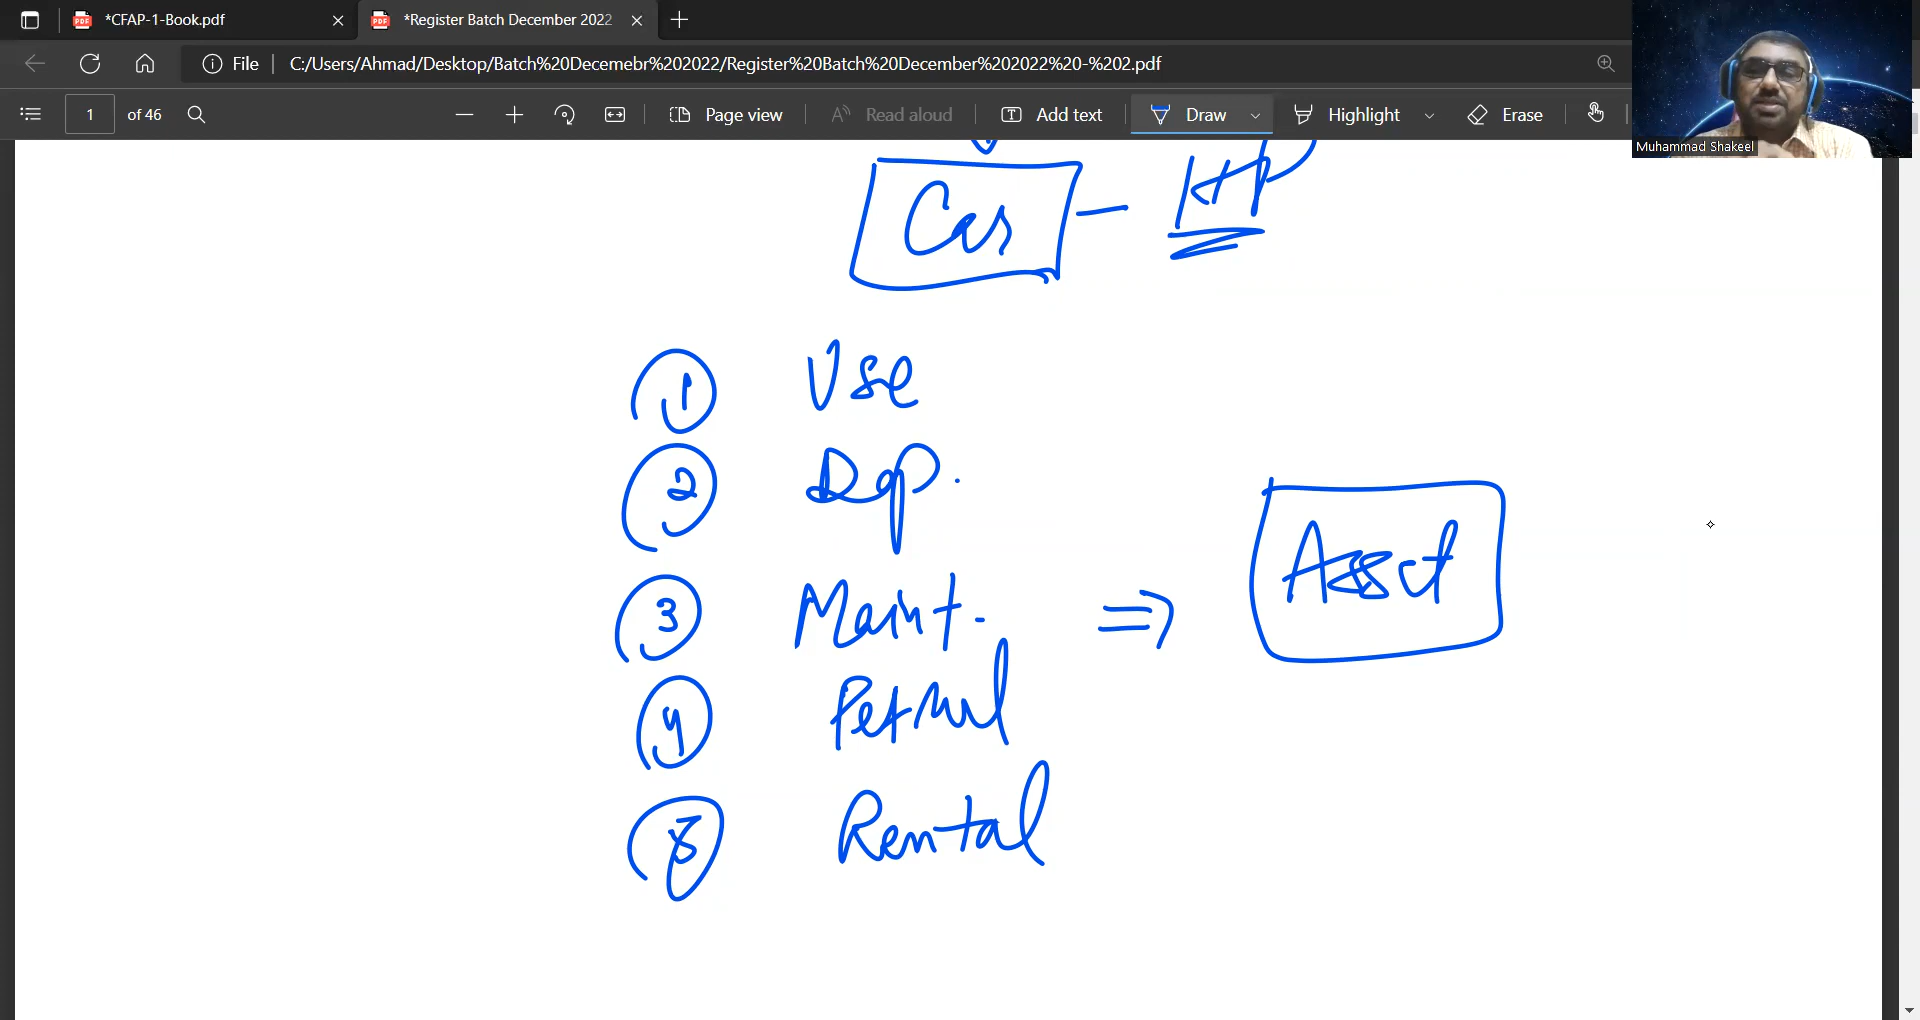 *CFAP-1-Book.pdf
*Register Batch December 2022
File
C:/Users/Ahmad/Desktop/Batch%20Decemebr%202022/Register%20Batch%20December%202022%20-%202.pdf
1 of 46
Page view
Read aloud
Add text
Draw
Highlight
Erase
Muhammad Shakeel
Car - HP
1 Use
2 Dep.
3 Maint. ⇒ Asset
4 Petrol
5 Rental